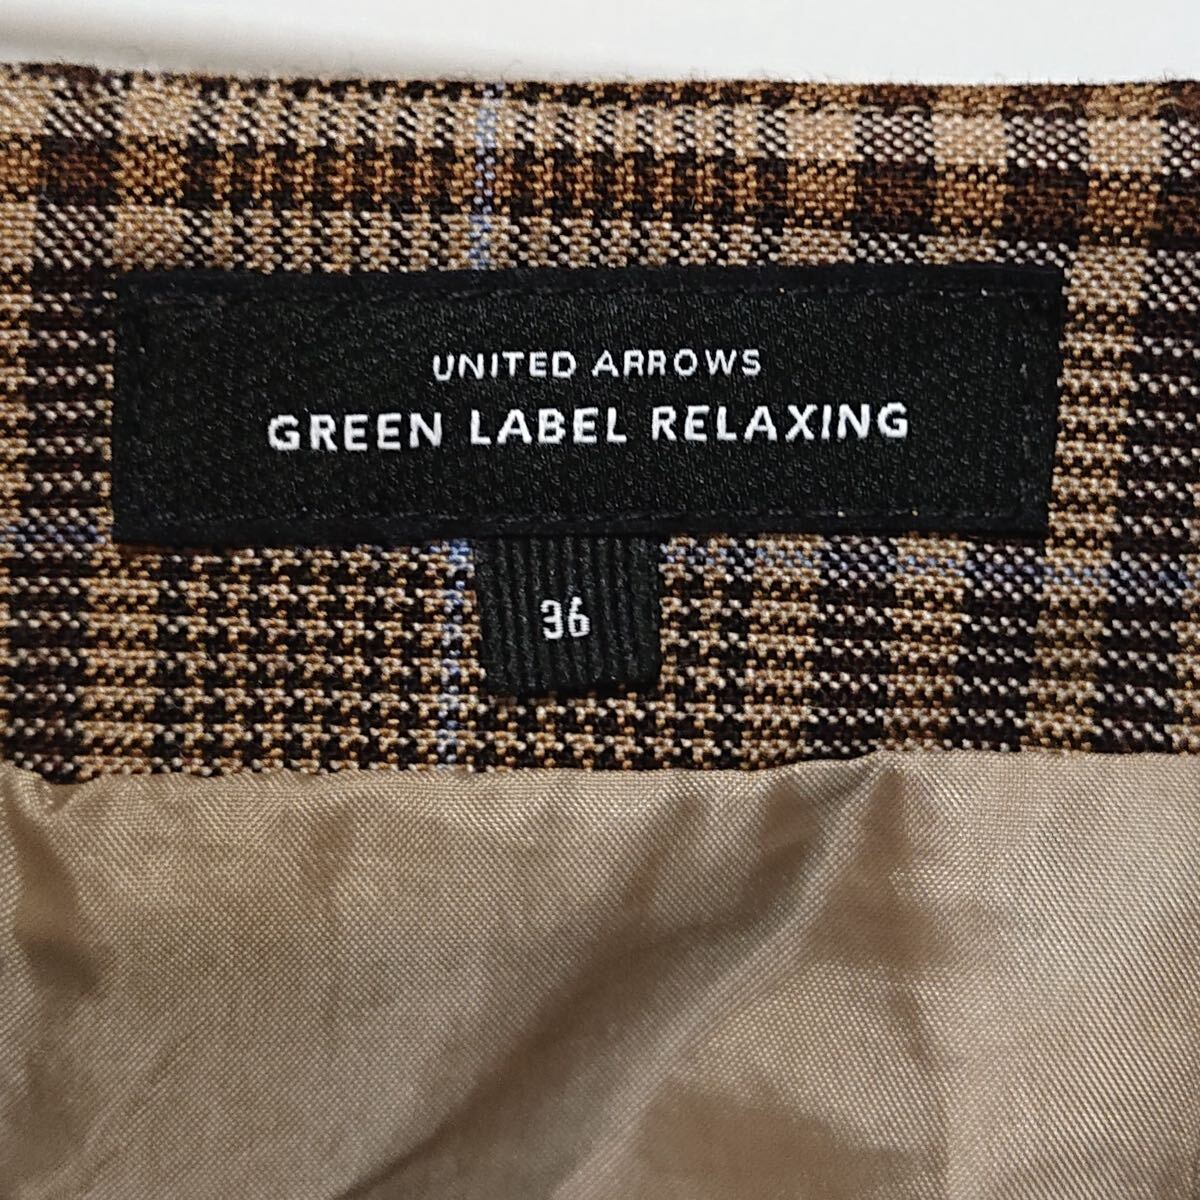 UNITED ARROWS
GREEN LABEL RELAXING
36